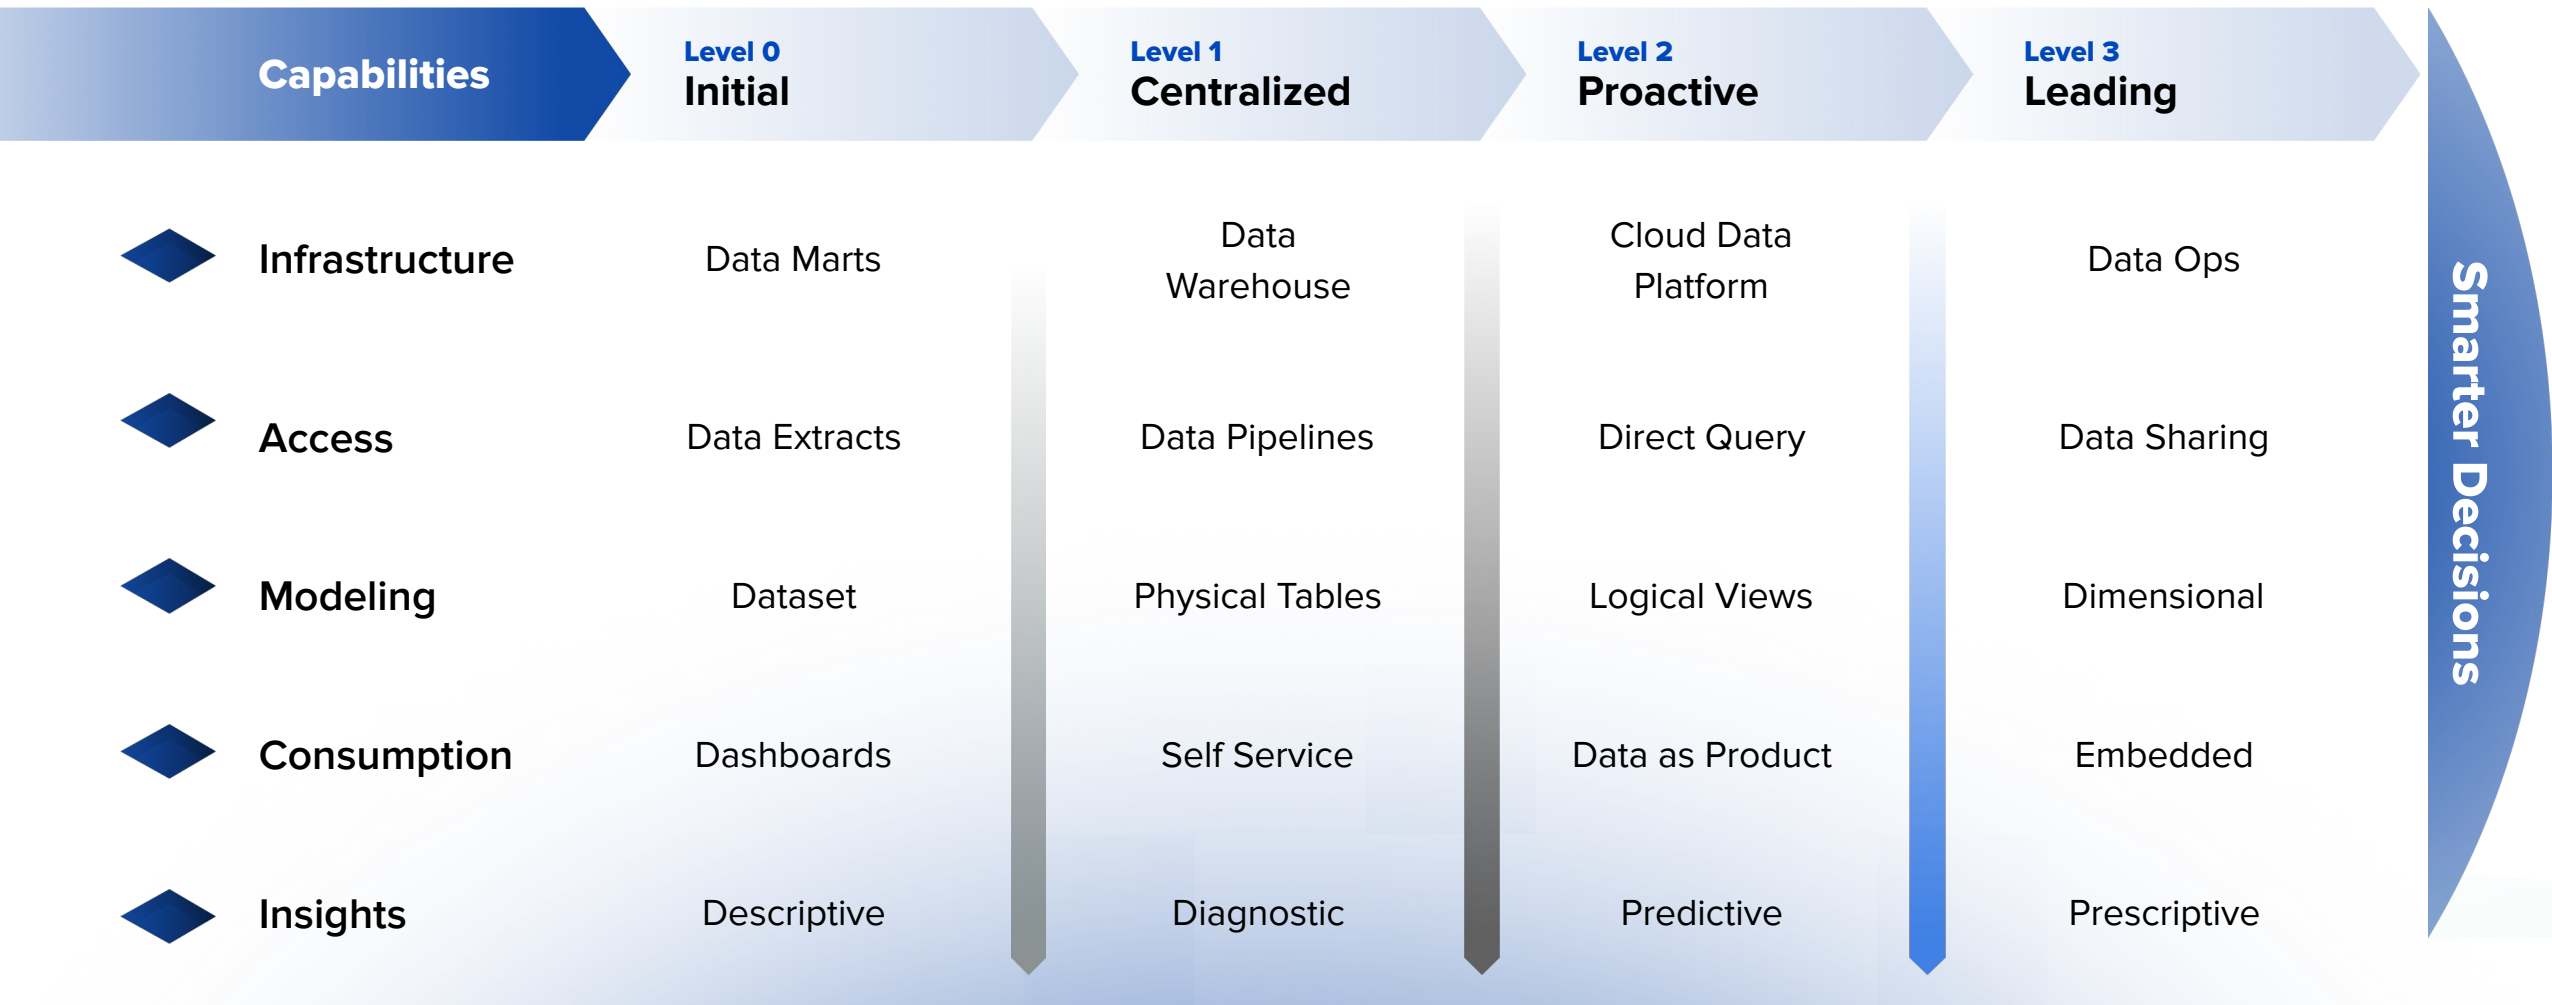 Capabilities
Level 0
Initial
Level 1
Centralized
Level 2
Proactive
Level 3
Leading
Infrastructure
Data Marts
Data
Warehouse
Cloud Data
Platform
Data Ops
Access
Data Extracts
Data Pipelines
Direct Query
Data Sharing
Modeling
Dataset
Physical Tables
Logical Views
Dimensional
Consumption
Dashboards
Self Service
Data as Product
Embedded
Insights
Descriptive
Diagnostic
Predictive
Prescriptive
Smarter Decisions